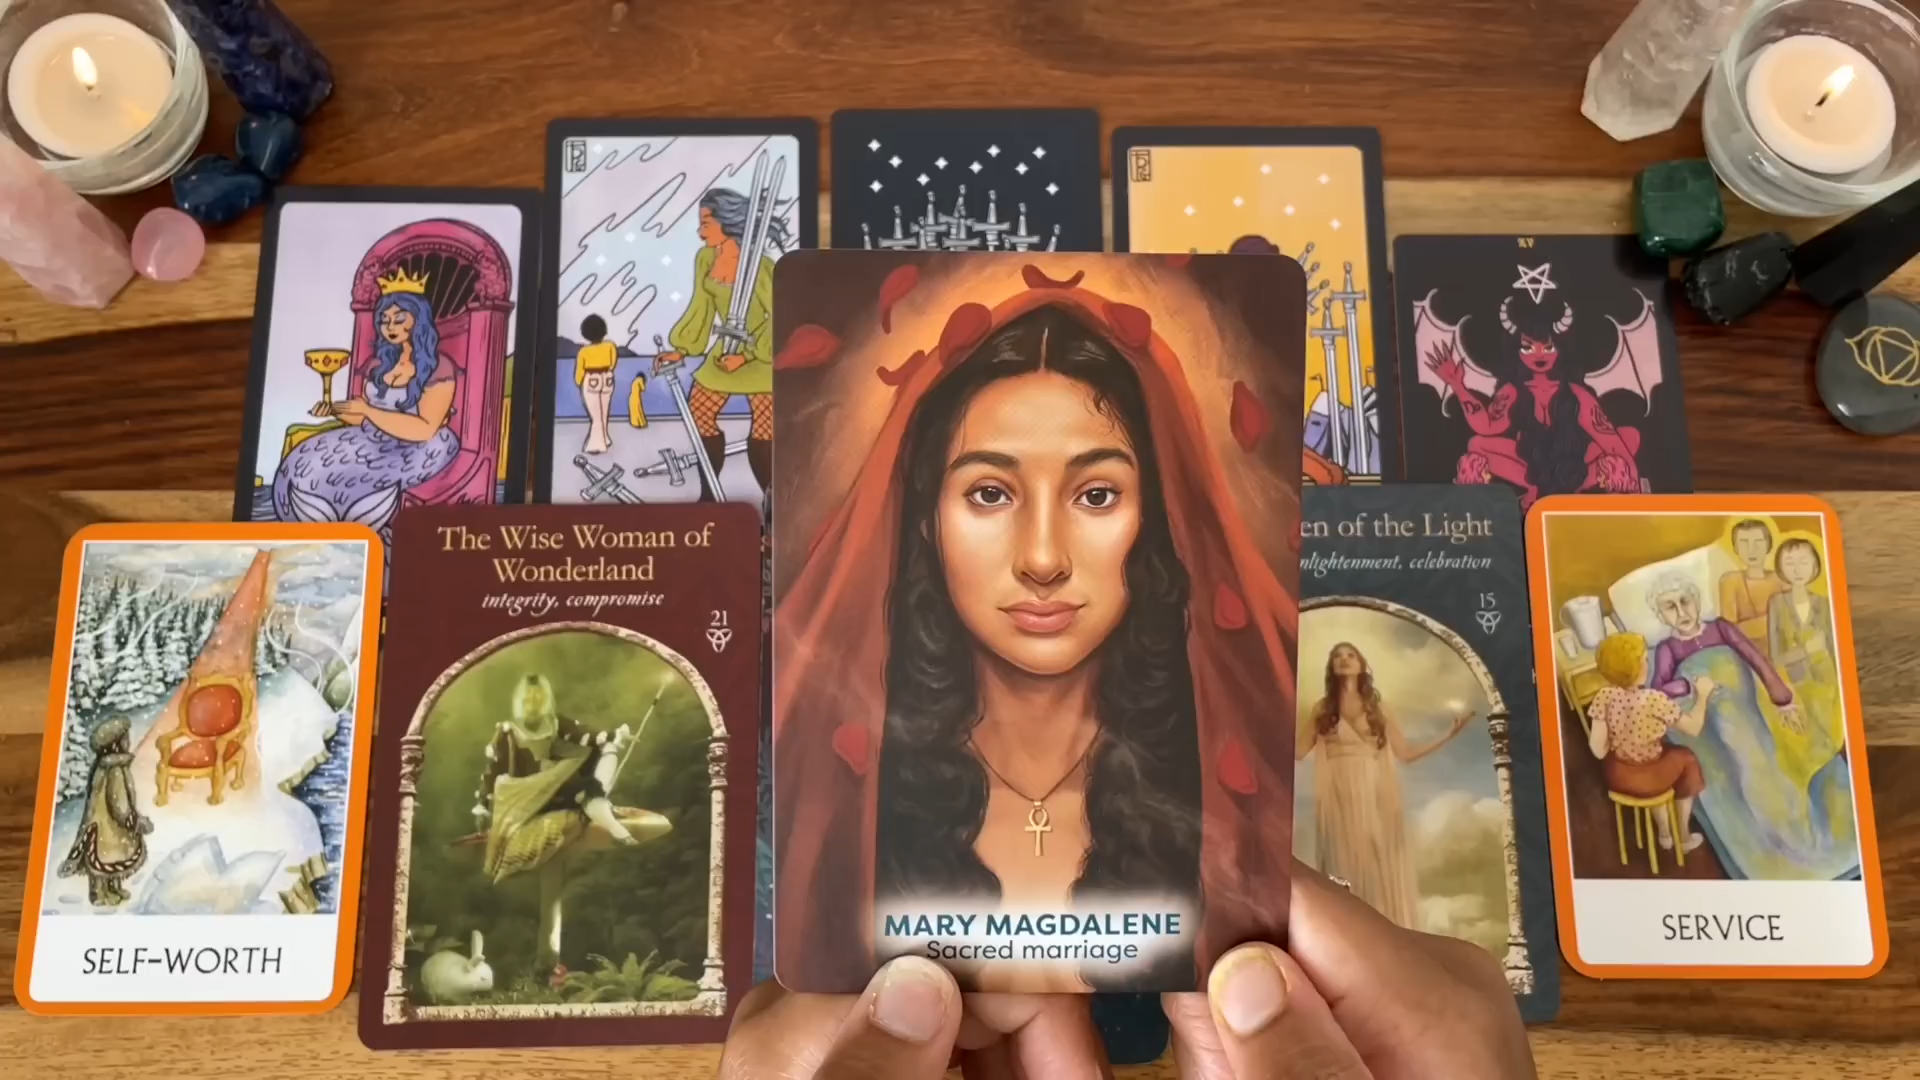 XV
The Wise Woman of
Wonderland
integrity, compromise
21
en of the Light
nlightenment, celebration
15
SELF-WORTH
MARY MAGDALENE
Sacred marriage
SERVICE